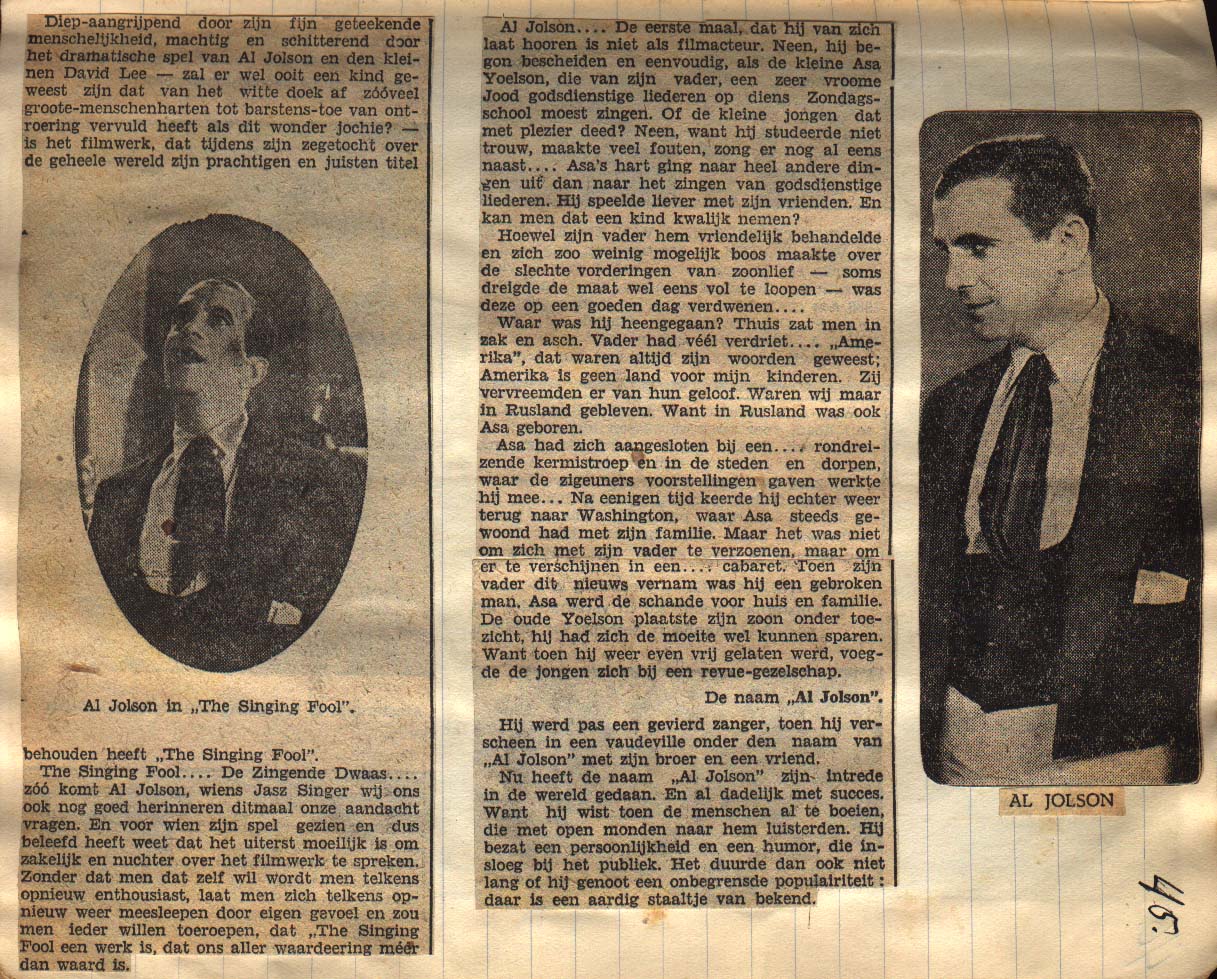 Diep-aangrijpend door zijn fijn geteekende
menschelijkheid, machtig en schitterend door
het dramatische spel van Al Jolson en den klei-
nen David Lee — zal er wel ooit een kind ge-
weest zijn dat van het witte doek af zóóveel
groote-menschenharten tot barstens-toe van ont-
roering vervuld heeft als dit wonder jochie? —
is het filmwerk, dat tijdens zijn zegetocht over
de geheele wereld zijn prachtigen en juisten titel
Al Jolson in „The Singing Fool".
behouden heeft „The Singing Fool".
The Singing Fool.... De Zingende Dwaas....
zóó komt Al Jolson, wiens Jasz Singer wij ons
ook nog goed herinneren ditmaal onze aandacht
vragen. En voor wien zijn spel gezien en dus
beleefd heeft weet dat het uiterst moeilijk is om
zakelijk en nuchter over het filmwerk te spreken.
Zonder dat men dat zelf wil wordt men telkens
opnieuw enthousiast, laat men zich telkens op-
nieuw weer meesleepen door eigen gevoel en zou
men ieder willen toeroepen, dat „The Singing
Fool een werk is, dat ons aller waardeering méér
dan waard is.
Al Jolson.... De eerste maal, dat hij van zich
laat hooren is niet als filmacteur. Neen, hij be-
gon bescheiden en eenvoudig, als de kleine Asa
Yoelson, die van zijn vader, een zeer vroome
Jood godsdienstige liederen op diens Zondags-
school moest zingen. Of de kleine jongen dat
met plezier deed? Neen, want hij studeerde niet
trouw, maakte veel fouten, zong er nog al eens
naast.... Asa's hart ging naar heel andere din-
gen uit dan naar het zingen van godsdienstige
liederen. Hij speelde liever met zijn vrienden. En
kan men dat een kind kwalijk nemen?
Hoewel zijn vader hem vriendelijk behandelde
en zich zoo weinig mogelijk boos maakte over
de slechte vorderingen van zoonlief — soms
dreigde de maat wel eens vol te loopen — was
deze op een goeden dag verdwenen....
Waar was hij heengegaan? Thuis zat men in
zak en asch. Vader had véél verdriet.... „Ame-
rika", dat waren altijd zijn woorden geweest;
Amerika is geen land voor mijn kinderen. Zij
vervreemden er van hun geloof. Waren wij maar
in Rusland gebleven. Want in Rusland was ook
Asa geboren.
Asa had zich aangesloten bij een.... rondrei-
zende kermistroep en in de steden en dorpen,
waar de zigeuners voorstellingen gaven werkte
hij mee... Na eenigen tijd keerde hij echter weer
terug naar Washington, waar Asa steeds ge-
woond had met zijn familie. Maar het was niet
om zich met zijn vader te verzoenen, maar om
er te verschijnen in een.... cabaret. Toen zijn
vader dit nieuws vernam was hij een gebroken
man. Asa werd de schande voor huis en familie.
De oude Yoelson plaatste zijn zoon onder toe-
zicht, hij had zich de moeite wel kunnen sparen.
Want toen hij weer even vrij gelaten werd, voeg-
de de jongen zich bij een revue-gezelschap.
De naam „Al Jolson".
Hij werd pas een gevierd zanger, toen hij ver-
scheen in een vaudeville onder den naam van
„Al Jolson" met zijn broer en een vriend.
Nu heeft de naam „Al Jolson" zijn intrede
in de wereld gedaan. En al dadelijk met succes.
Want hij wist toen de menschen al te boeien,
die met open monden naar hem luisterden. Hij
bezat een persoonlijkheid en een humor, die in-
sloeg bij het publiek. Het duurde dan ook niet
lang of hij genoot een onbegrensde populairiteit:
daar is een aardig staaltje van bekend.
AL JOLSON
45.